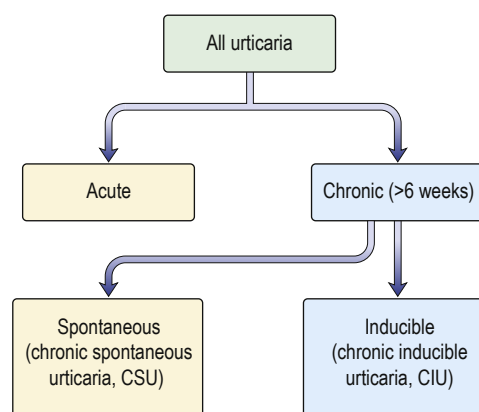 All urticaria
Acute
Chronic (>6 weeks)
Spontaneous
(chronic spontaneous
urticaria, CSU)
Inducible
(chronic inducible
urticaria, CIU)